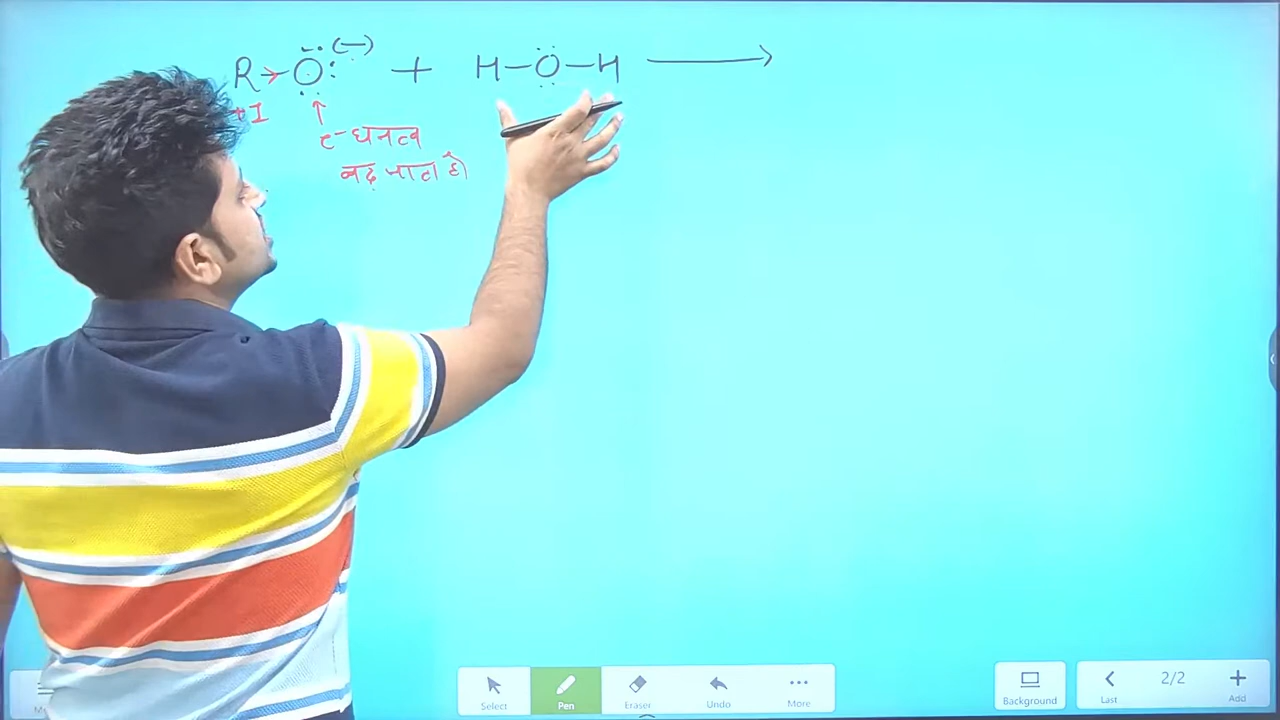 R→Ö:(−) + H−Ö−H ⟶
+I ↑
e-घनत्व
बढ़ जाता है
Select Pen Eraser Undo More
Background Last 2/2 Add